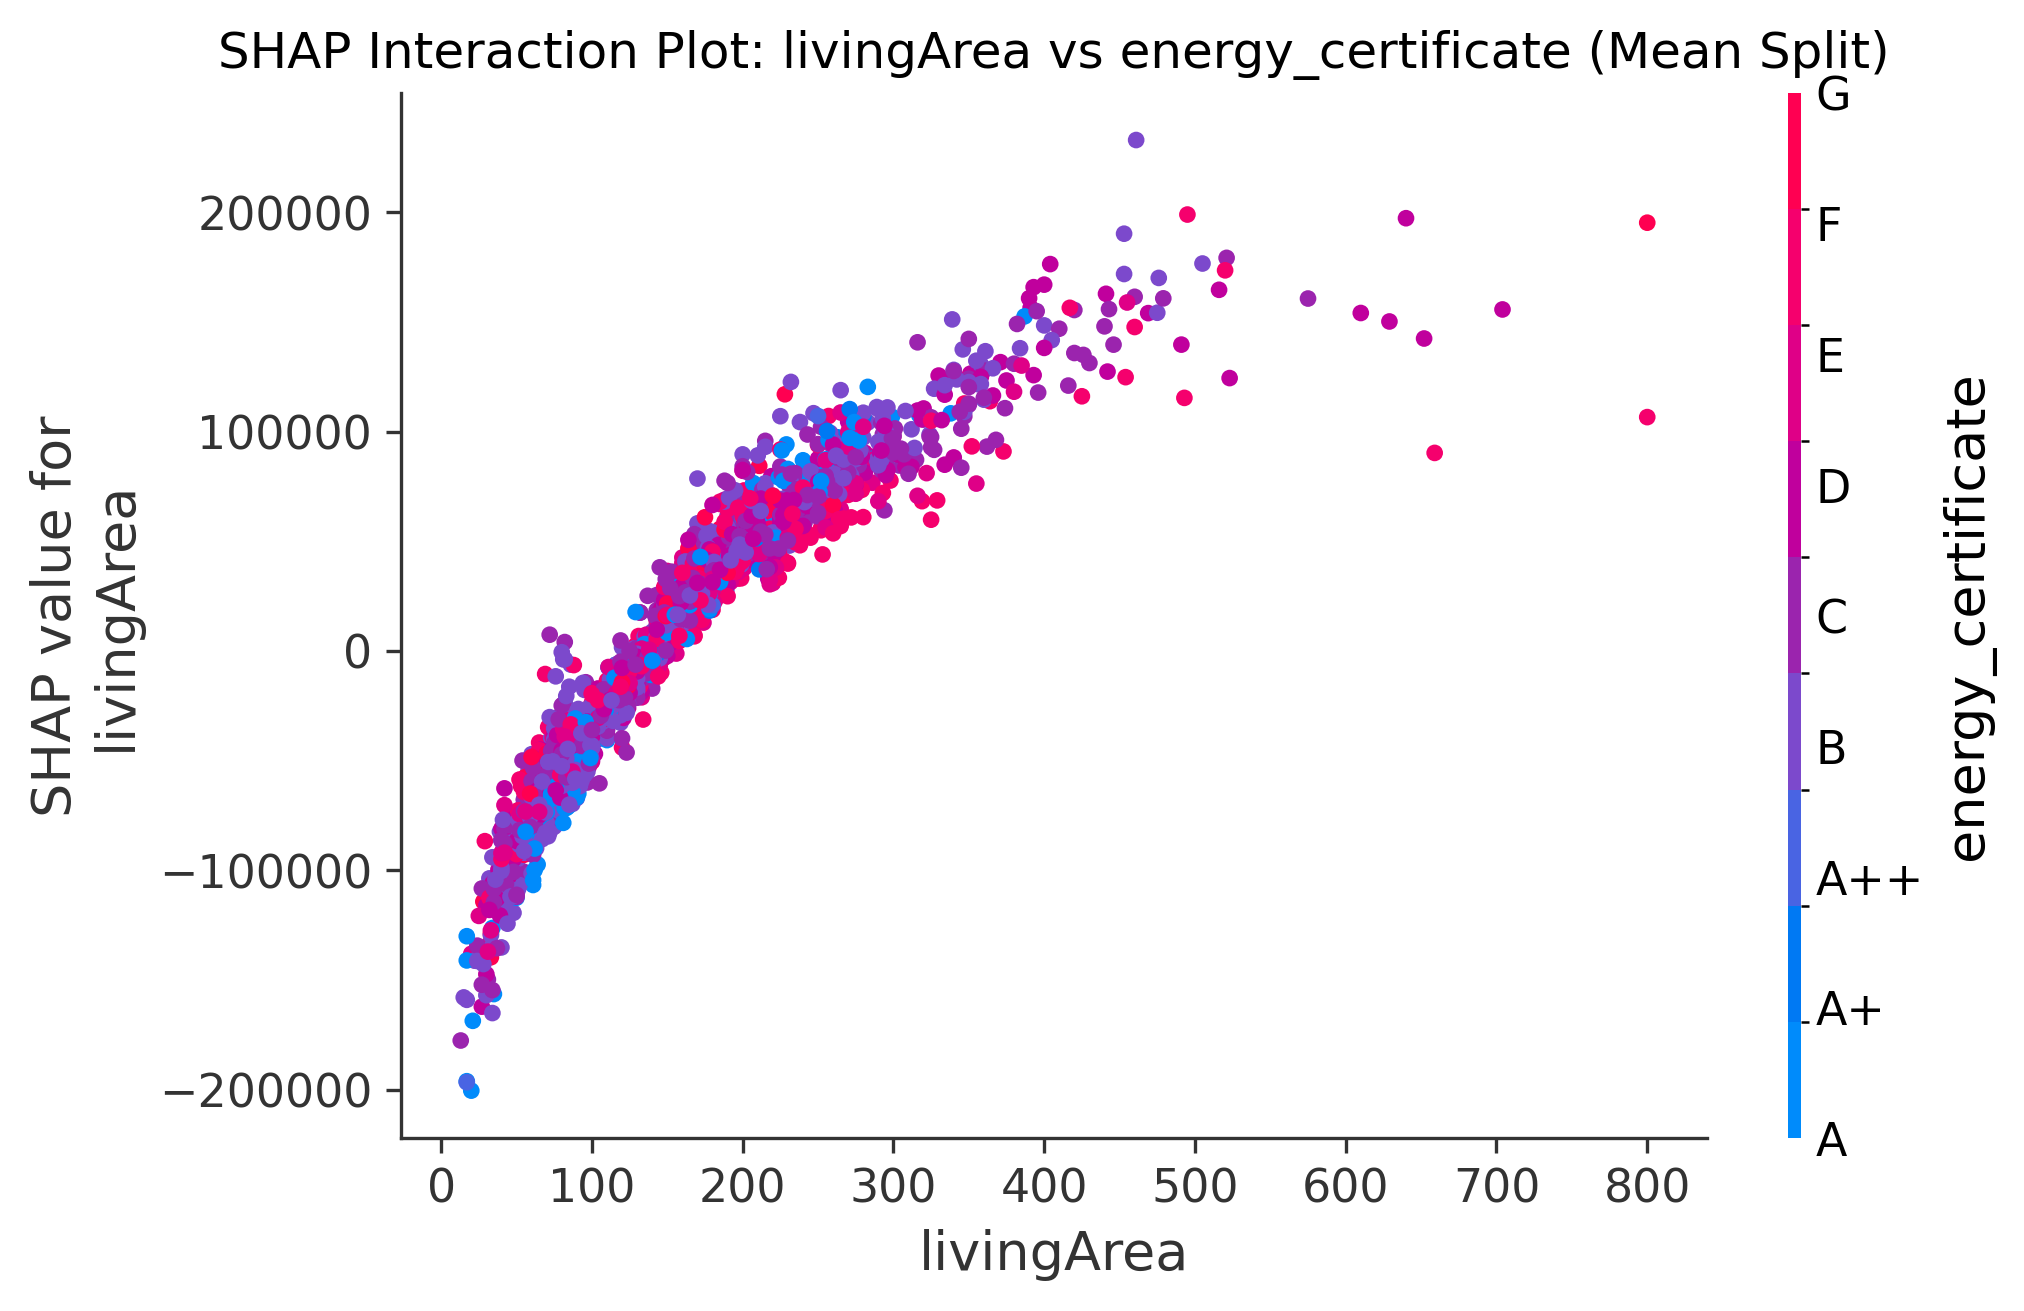 SHAP Interaction Plot: livingArea vs energy_certificate (Mean Split)
SHAP value for
livingArea
200000
100000
0
−100000
−200000
0 100 200 300 400 500 600 700 800
livingArea
G
F
E
D
C
B
A++
A+
A
energy_certificate